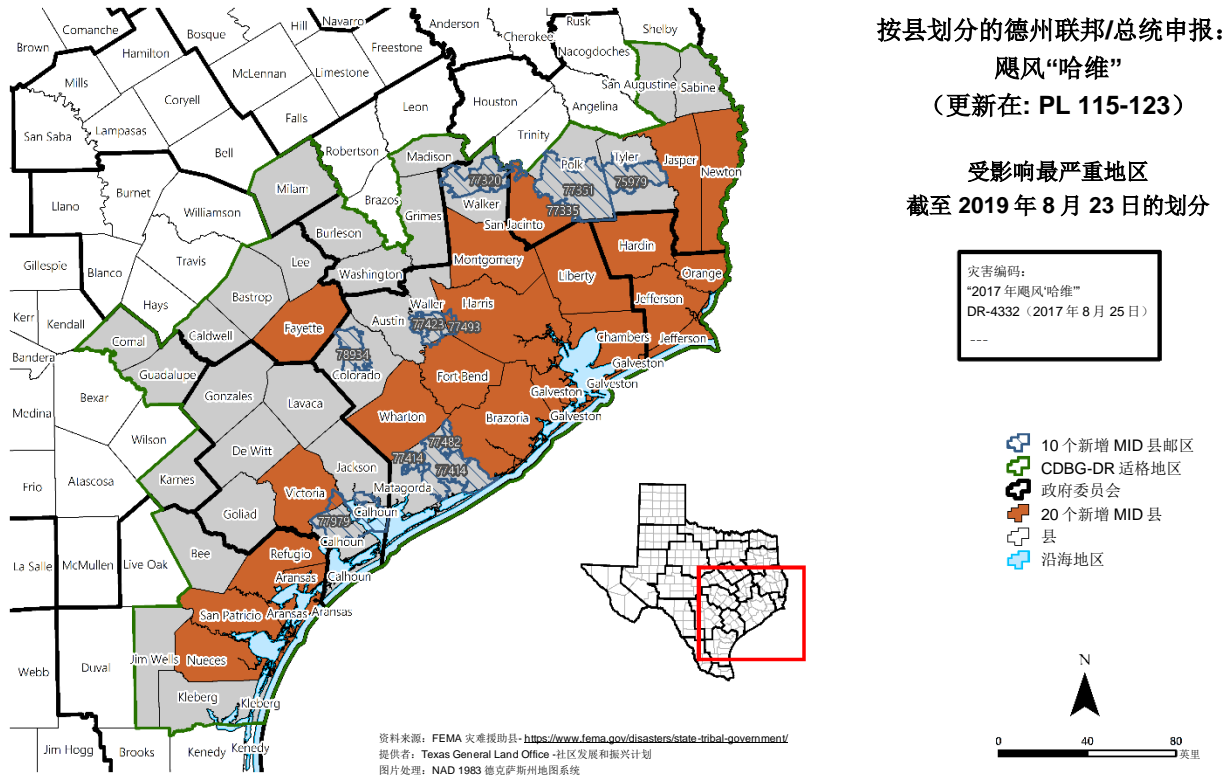 按县划分的德州联邦/总统申报：
飓风“哈维”
（更新在: PL 115-123）
受影响最严重地区
截至 2019 年 8 月 23 日的划分
灾害编码：
“2017 年飓风‘哈维’”
DR-4332（2017 年 8 月 25 日）
---
10 个新增 MID 县邮区
CDBG-DR 适格地区
政府委员会
20 个新增 MID 县
县
沿海地区
N
0 40 80
英里
Comanche
Brown
Hamilton
Bosque
Hill
Navarro
Anderson
Cherokee
Rusk
Shelby
Nacogdoches
Mills
McLennan
Limestone
Freestone
Coryell
Falls
Leon
Houston
Angelina
San Augustine
Sabine
San Saba
Lampasas
Bell
Robertson
Madison
Trinity
Polk
Tyler
Jasper
Newton
Burnet
Milam
Brazos
Grimes
Walker
77320
77351
75979
77335
San Jacinto
Llano
Williamson
Burleson
Washington
Montgomery
Liberty
Hardin
Orange
Gillespie
Blanco
Travis
Lee
Bastrop
Hays
Caldwell
Fayette
Austin
Waller
77423
77493
Harris
Jefferson
Jefferson
Chambers
Kerr
Kendall
Comal
Bandera
Guadalupe
78934
Colorado
Fort Bend
Galveston
Galveston
Galveston
Galveston
Medina
Bexar
Gonzales
Lavaca
Wharton
Brazoria
Wilson
De Witt
Jackson
77482
77414
77414
Matagorda
Frio
Atascosa
Karnes
Victoria
Goliad
77979
Calhoun
Calhoun
Calhoun
La Salle
McMullen
Live Oak
Bee
Refugio
Aransas
Aransas
Aransas
San Patricio
Webb
Duval
Jim Wells
Nueces
Kleberg
Kleberg
Jim Hogg
Brooks
Kenedy
Kenedy
资料来源：FEMA 灾难援助县- https://www.fema.gov/disasters/state-tribal-government/
提供者：Texas General Land Office -社区发展和振兴计划
图片处理：NAD 1983 德克萨斯州地图系统